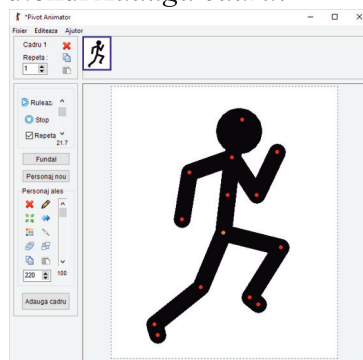 *Pivot Animator
Fisier Editeaza Ajutor
Cadru 1
Repeta :
1
Ruleaz
Stop
Repeta
21.7
Fundal
Personaj nou
Personaj ales
220
100
Adauga cadru